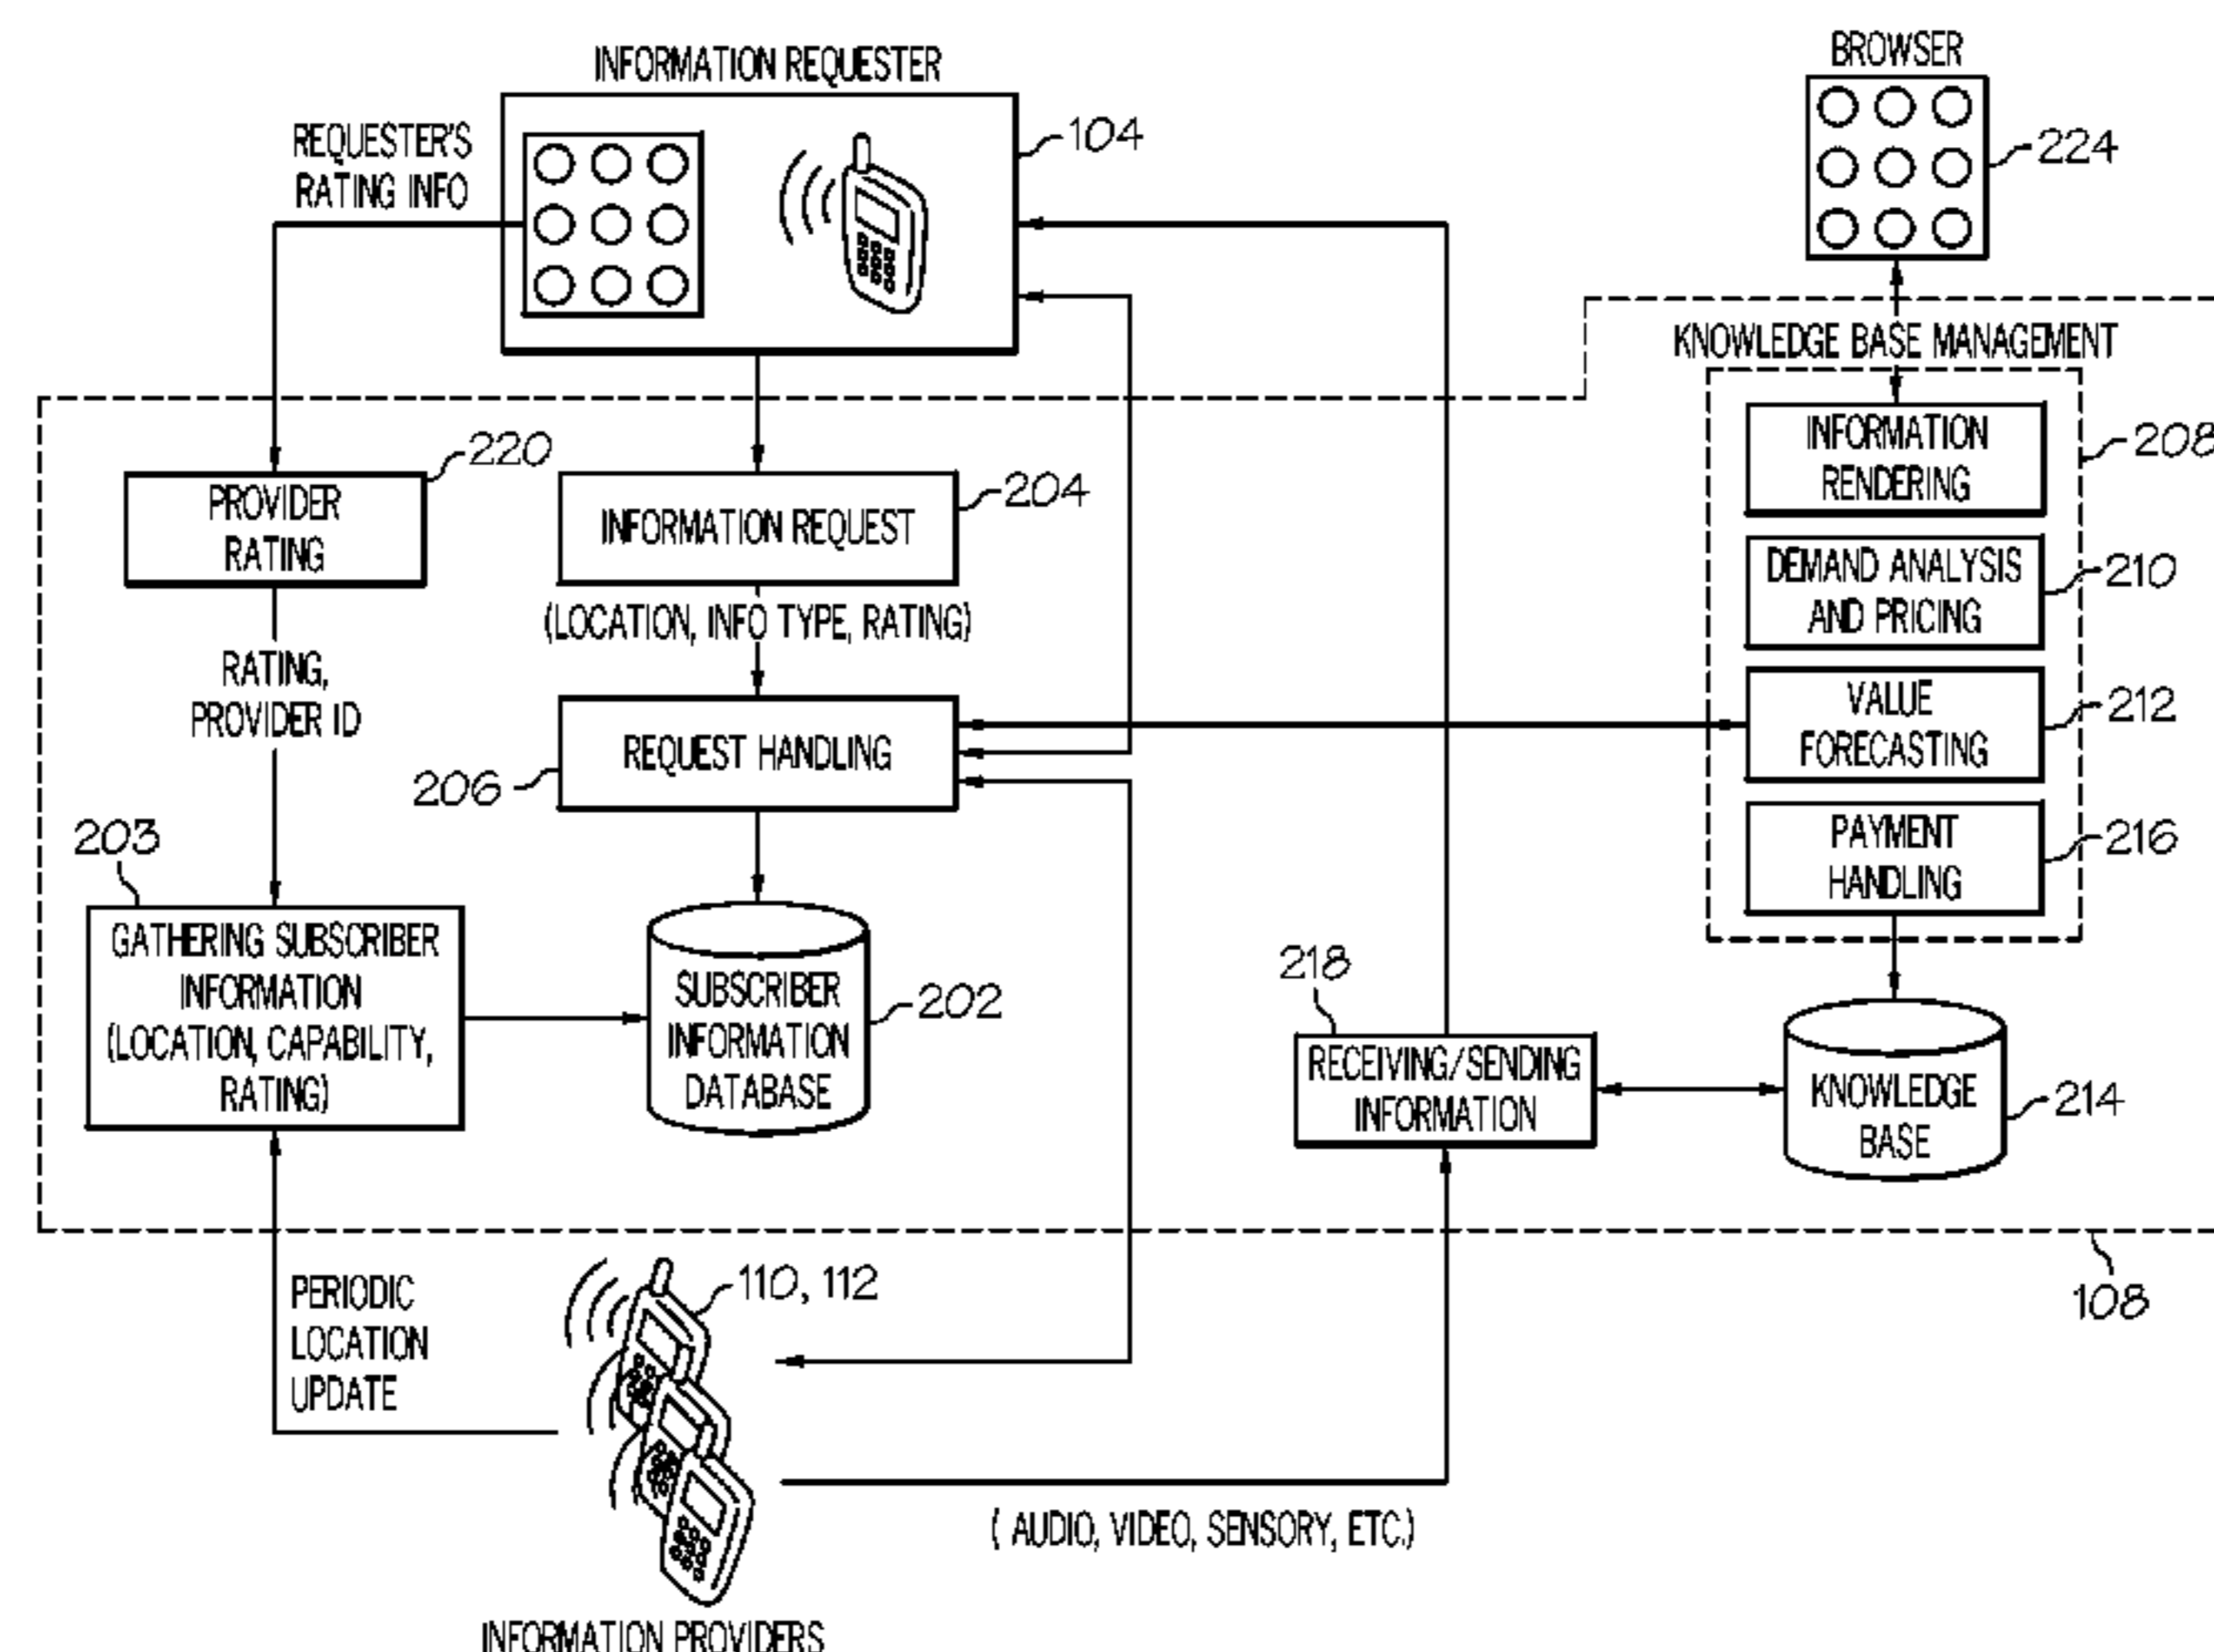 INFORMATION REQUESTER
BROWSER
REQUESTER'S
RATING INFO
104
224
KNOWLEDGE BASE MANAGEMENT
INFORMATION
RENDERING
208
220
PROVIDER
RATING
204
INFORMATION REQUEST
(LOCATION, INFO TYPE, RATING)
DEMAND ANALYSIS
AND PRICING
210
RATING,
PROVIDER ID
REQUEST HANDLING
206
VALUE
FORECASTING
212
PAYMENT
HANDLING
216
203
GATHERING SUBSCRIBER
INFORMATION
(LOCATION, CAPABILITY,
RATING)
SUBSCRIBER
INFORMATION
DATABASE
202
218
RECEIVING/SENDING
INFORMATION
KNOWLEDGE
BASE
214
108
PERIODIC
LOCATION
UPDATE
110, 112
( AUDIO, VIDEO, SENSORY, ETC.)
INFORMATION PROVIDERS